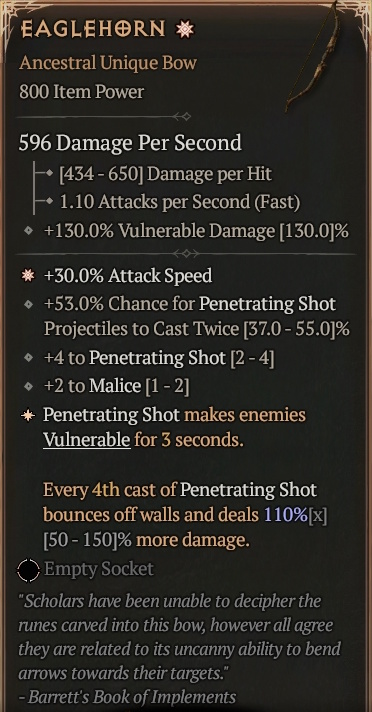 EAGLEHORN
Ancestral Unique Bow
800 Item Power
596 Damage Per Second
[434 - 650] Damage per Hit
1.10 Attacks per Second (Fast)
+130.0% Vulnerable Damage [130.0]%
+30.0% Attack Speed
+53.0% Chance for Penetrating Shot
Projectiles to Cast Twice [37.0 - 55.0]%
+4 to Penetrating Shot [2 - 4]
+2 to Malice [1 - 2]
Penetrating Shot makes enemies
Vulnerable for 3 seconds.
Every 4th cast of Penetrating Shot
bounces off walls and deals 110%[x]
[50 - 150]% more damage.
Empty Socket
"Scholars have been unable to decipher the
runes carved into this bow, however all agree
they are related to its uncanny ability to bend
arrows towards their targets."
- Barrett's Book of Implements